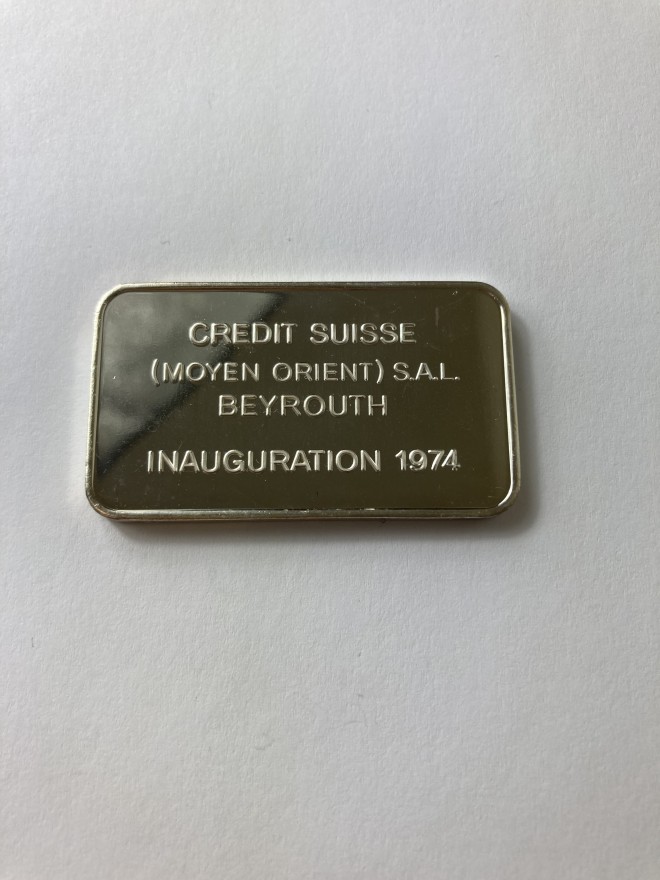 CREDIT SUISSE
(MOYEN ORIENT) S.A.L.
BEYROUTH
INAUGURATION 1974